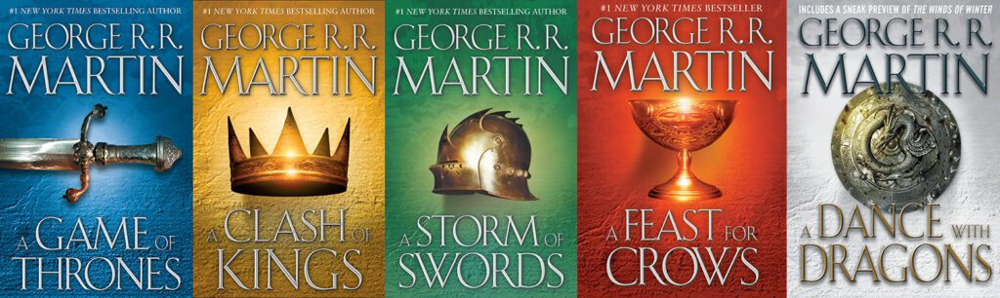 #1 NEW YORK TIMES BESTSELLING AUTHOR
GEORGE R. R.
MARTIN
A GAME OF
THRONES
#1 NEW YORK TIMES BESTSELLING AUTHOR
GEORGE R. R.
MARTIN
A CLASH OF
KINGS
#1 NEW YORK TIMES BESTSELLING AUTHOR
GEORGE R. R.
MARTIN
A STORM OF
SWORDS
#1 NEW YORK TIMES BESTSELLER
GEORGE R. R.
MARTIN
A FEAST FOR
CROWS
INCLUDES A SNEAK PREVIEW OF THE WINDS OF WINTER
GEORGE R. R.
MARTIN
A DANCE WITH
DRAGONS